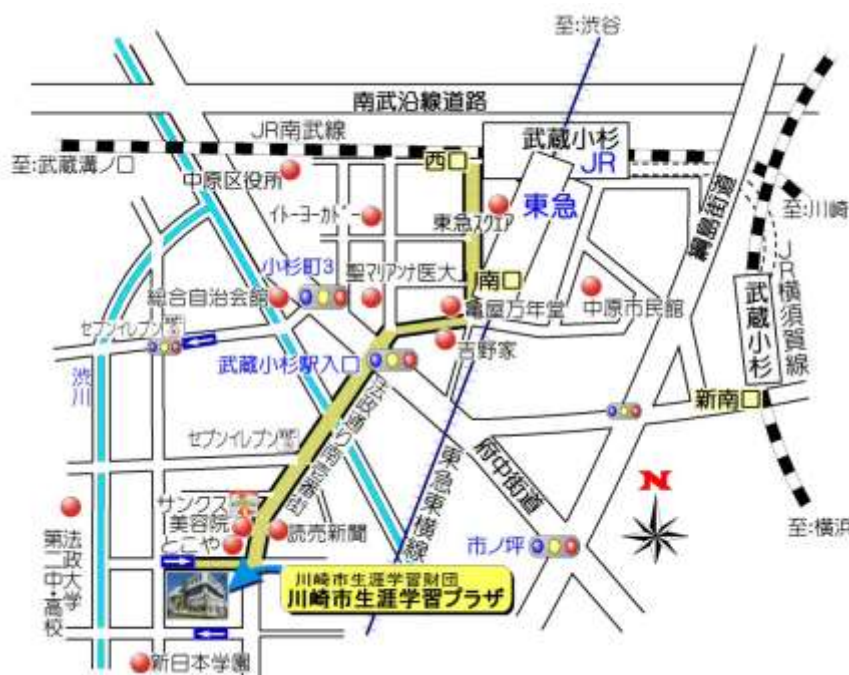 至:渋谷
南武沿線道路
JR南武線
武蔵小杉
JR
至:武蔵溝ノ口
西口
中原区役所
東急
イトーヨーカドー
東急スクエア
綱島街道
至:川崎
小杉町3
聖マリアンナ医大
南口
JR横須賀線
武蔵小杉
総合自治会館
亀屋万年堂
中原市民館
セブンイレブン
吉野家
武蔵小杉駅入口
渋川
新南口
法政通り南壱番街
セブンイレブン
東急東横線
府中街道
N
サンクス
美容院
とこや
読売新聞
市ノ坪
至:横浜
法政大学
第二中・高校
川崎市生涯学習財団
川崎市生涯学習プラザ
新日本学園